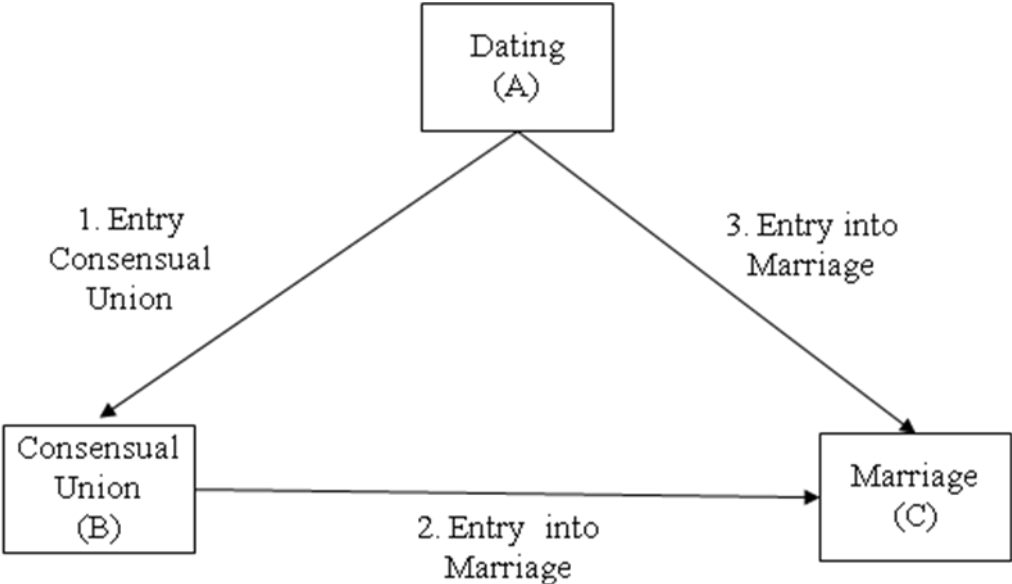 Dating
(A)
1. Entry
Consensual
Union
3. Entry into
Marriage
Consensual
Union
(B)
2. Entry into
Marriage
Marriage
(C)